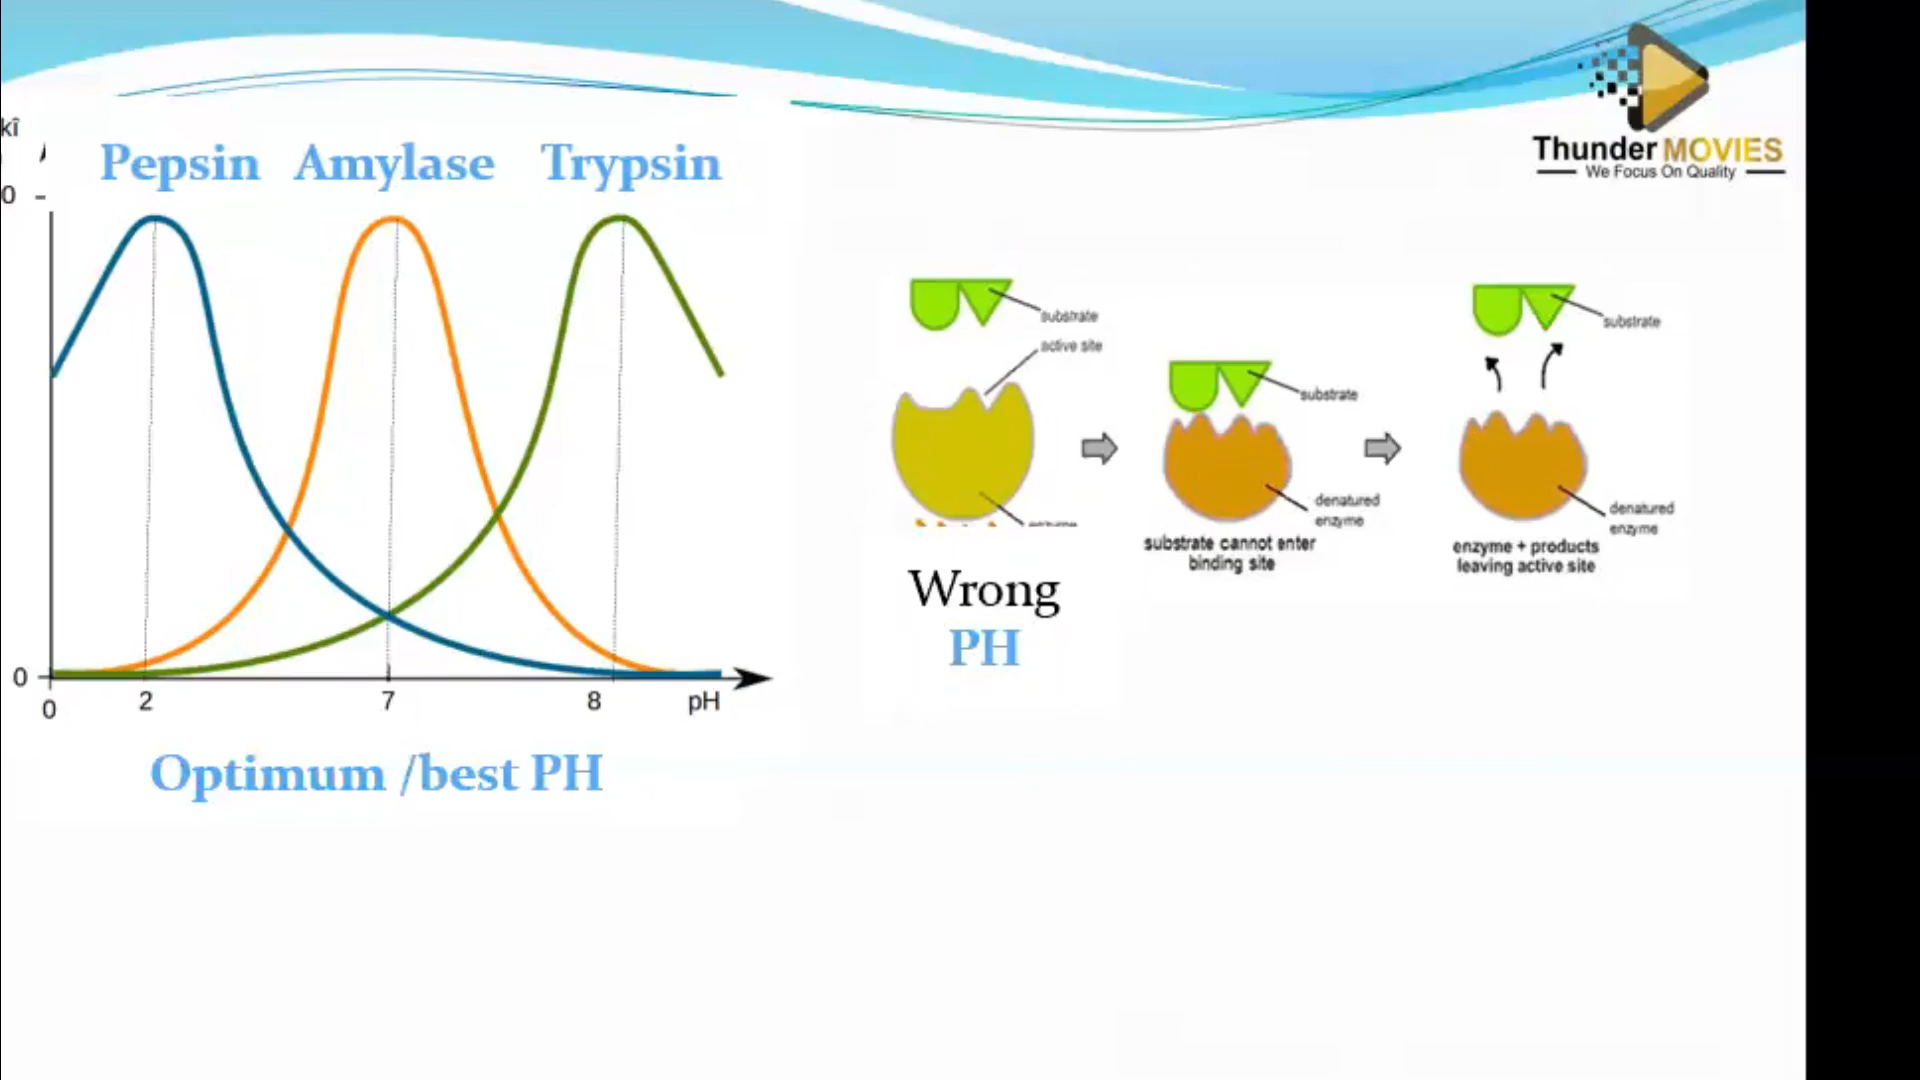 kî
Pepsin Amylase Trypsin
0
0
0 2 7 8 pH
Optimum /best PH
Thunder MOVIES
We Focus On Quality
substrate
active site
substrate
denatured
enzyme
substrate cannot enter
binding site
substrate
denatured
enzyme
enzyme + products
leaving active site
Wrong
PH